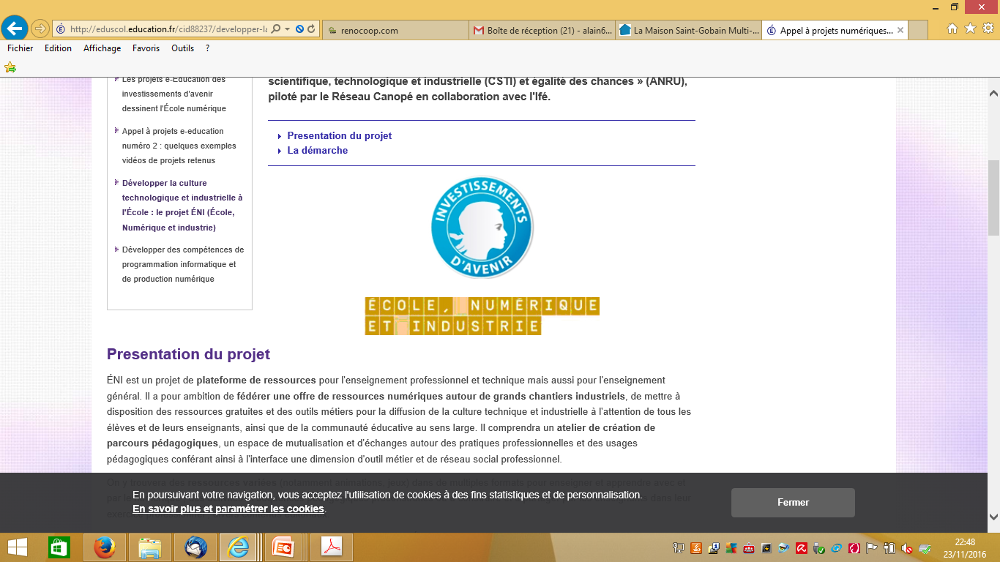 http://eduscol.education.fr/cid88237/developper-la
renocoop.com
Boîte de réception (21) - alain6...
La Maison Saint-Gobain Multi-...
Appel à projets numériques...
Fichier Edition Affichage Favoris Outils ?
Les projets e-Education des
investissements d'avenir
dessinent l'École numérique
Appel à projets e-education
numéro 2 : quelques exemples
vidéos de projets retenus
Développer la culture
technologique et industrielle à
l'École : le projet ÉNI (École,
Numérique et industrie)
Développer des compétences de
programmation informatique et
de production numérique
scientifique, technologique et industrielle (CSTI) et égalité des chances » (ANRU),
piloté par le Réseau Canopé en collaboration avec l'Ifé.
Presentation du projet
La démarche
INVESTISSEMENTS
D'AVENIR
ÉCOLE, NUMÉRIQUE
ET INDUSTRIE
Presentation du projet
ÉNI est un projet de plateforme de ressources pour l'enseignement professionnel et technique mais aussi pour l'enseignement
général. Il a pour ambition de fédérer une offre de ressources numériques autour de grands chantiers industriels, de mettre à
disposition des ressources gratuites et des outils métiers pour la diffusion de la culture technique et industrielle à l'attention de tous les
élèves et de leurs enseignants, ainsi que de la communauté éducative au sens large. Il comprendra un atelier de création de
parcours pédagogiques, un espace de mutualisation et d'échanges autour des pratiques professionnelles et des usages
pédagogiques conférant ainsi à l'interface une dimension d'outil métier et de réseau social professionnel.
On y trouvera des ressources variées (notamment animations, jeux) dans de multiples formats pour enseigner et apprendre avec et
En poursuivant votre navigation, vous acceptez l'utilisation de cookies à des fins statistiques et de personnalisation.
En savoir plus et paramétrer les cookies.
Fermer
22:48
23/11/2016